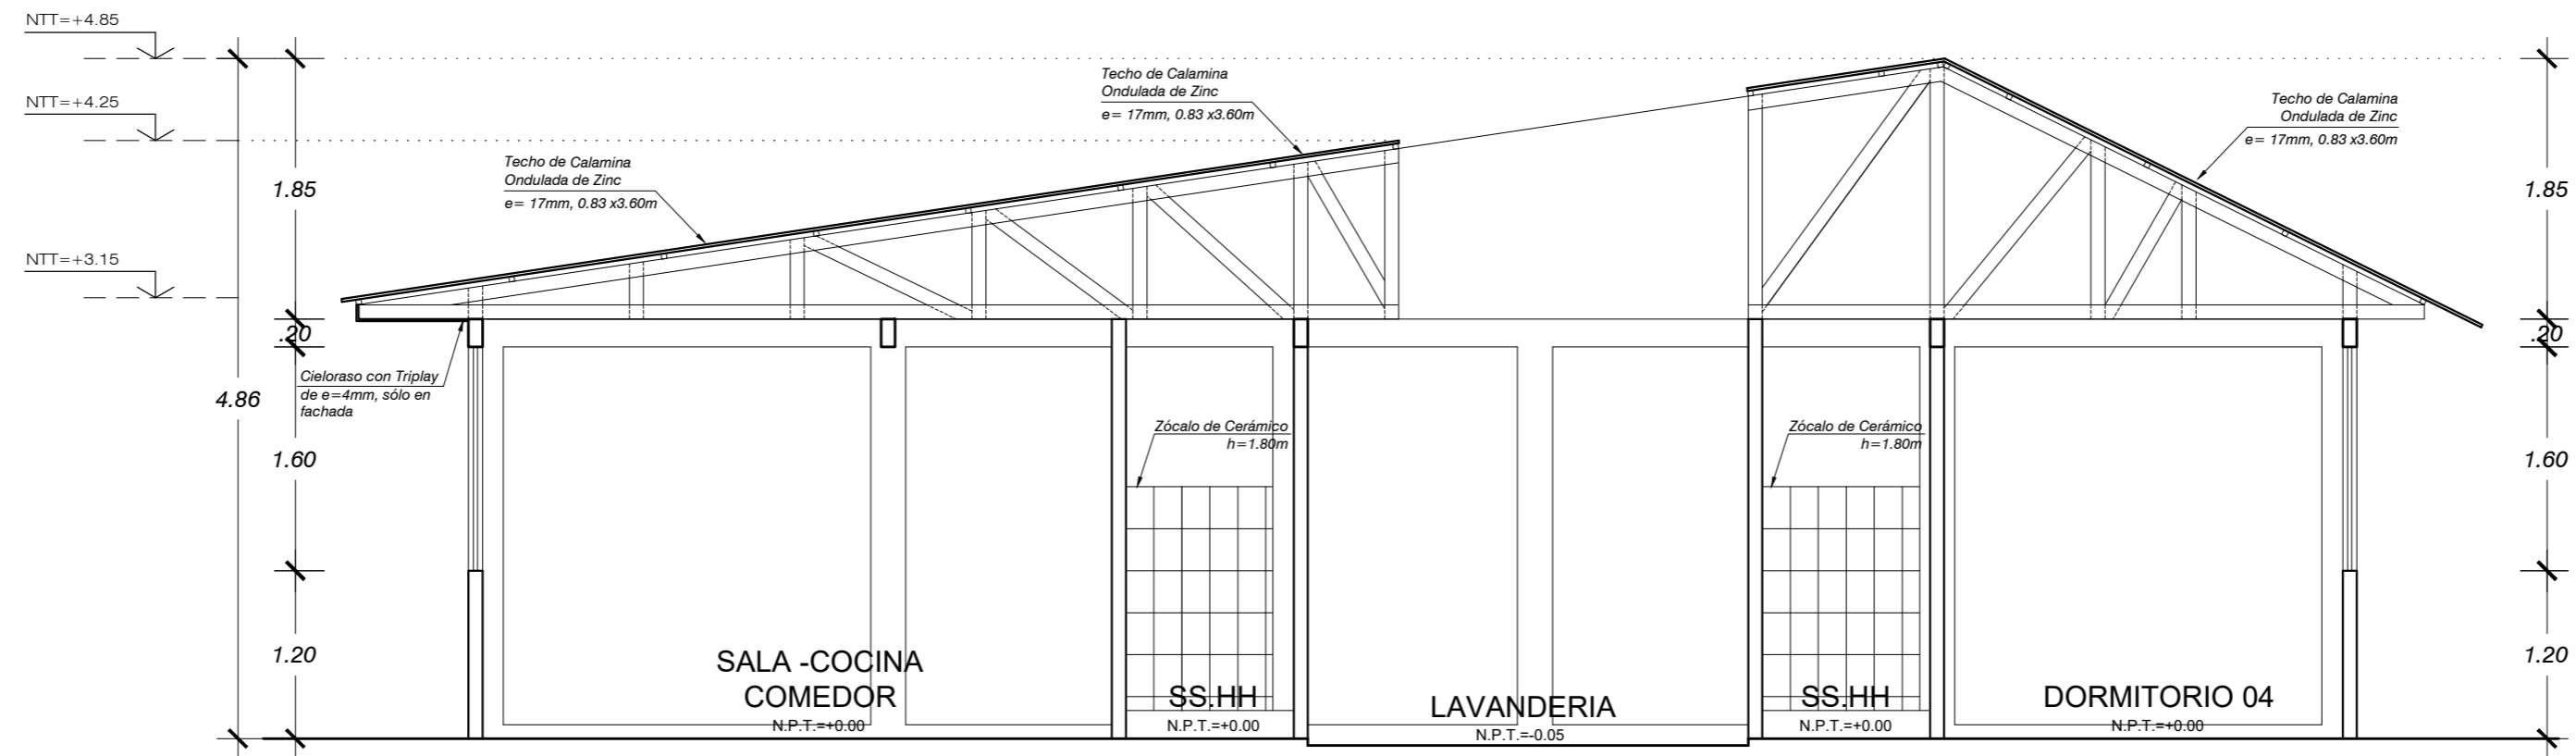 NTT=+4.85
NTT=+4.25
NTT=+3.15
1.85
.20
1.60
1.20
4.86
Techo de Calamina
Ondulada de Zinc
e= 17mm, 0.83 x3.60m
Techo de Calamina
Ondulada de Zinc
e= 17mm, 0.83 x3.60m
Techo de Calamina
Ondulada de Zinc
e= 17mm, 0.83 x3.60m
Cieloraso con Triplay
de e=4mm, sólo en
fachada
Zócalo de Cerámico
h=1.80m
Zócalo de Cerámico
h=1.80m
SALA -COCINA
COMEDOR
N.P.T.=+0.00
SS.HH
N.P.T.=+0.00
LAVANDERIA
N.P.T.=-0.05
SS.HH
N.P.T.=+0.00
DORMITORIO 04
N.P.T.=+0.00
1.85
.20
1.60
1.20